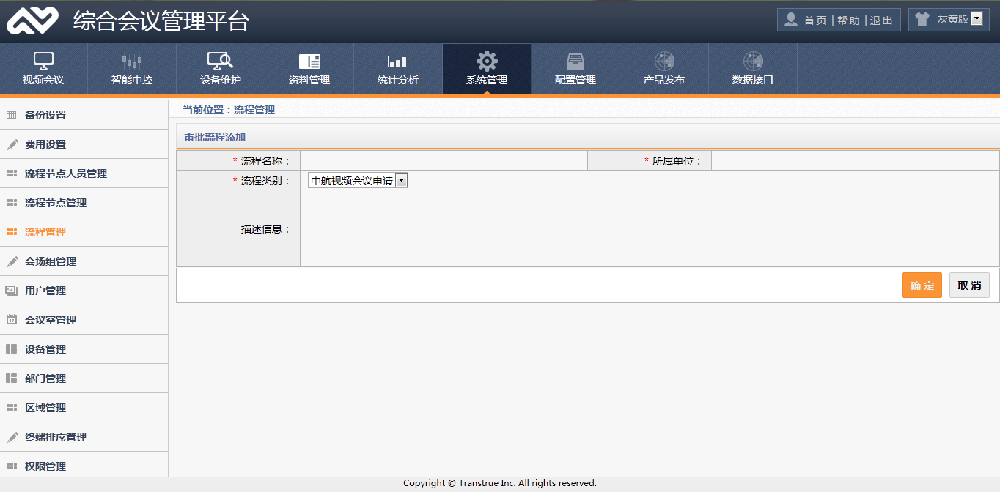 综合会议管理平台
首页 | 帮助 | 退出
灰黄版
视频会议
智能中控
设备维护
资料管理
统计分析
系统管理
配置管理
产品发布
数据接口
备份设置
费用设置
流程节点人员管理
流程节点管理
流程管理
会场组管理
用户管理
17
会议室管理
设备管理
部门管理
区域管理
终端排序管理
权限管理
当前位置：流程管理
审批流程添加
* 流程名称：
* 所属单位：
* 流程类别：
中航视频会议申请
描述信息：
确 定
取 消
Copyright © Transtrue Inc. All rights reserved.